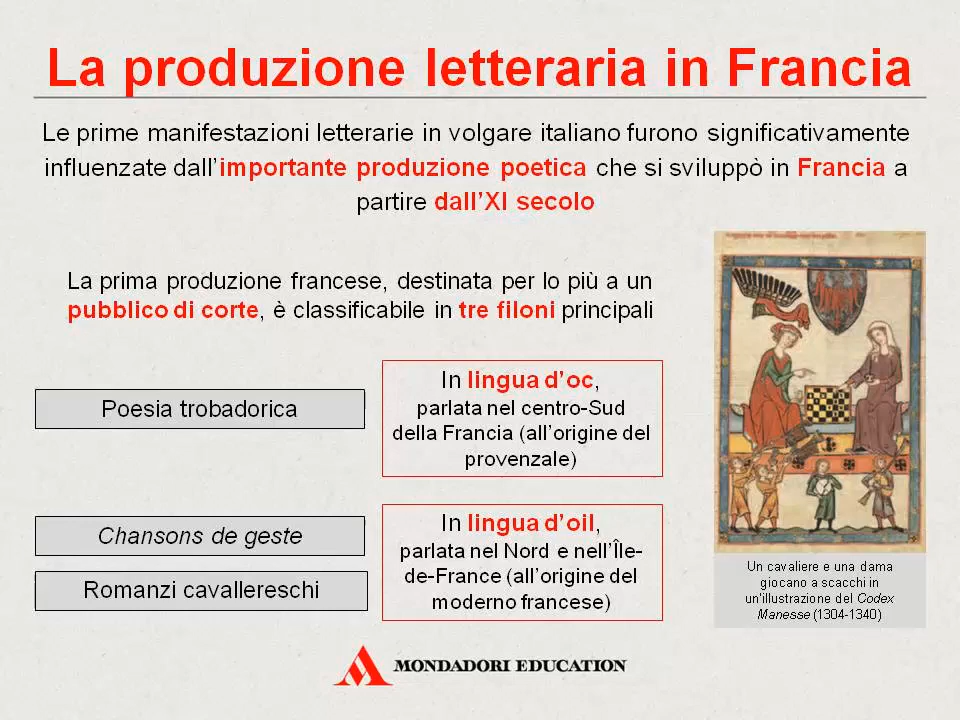 La produzione letteraria in Francia
Le prime manifestazioni letterarie in volgare italiano furono significativamente
influenzate dall'importante produzione poetica che si sviluppò in Francia a
partire dall'XI secolo
La prima produzione francese, destinata per lo più a un
pubblico di corte, è classificabile in tre filoni principali
Poesia trobadorica
In lingua d'oc,
parlata nel centro-Sud
della Francia (all'origine del
provenzale)
Chansons de geste
Romanzi cavallereschi
In lingua d'oil,
parlata nel Nord e nell'Île-
de-France (all'origine del
moderno francese)
Un cavaliere e una dama
giocano a scacchi in
un'illustrazione del Codex
Manesse (1304-1340)
MONDADORI EDUCATION